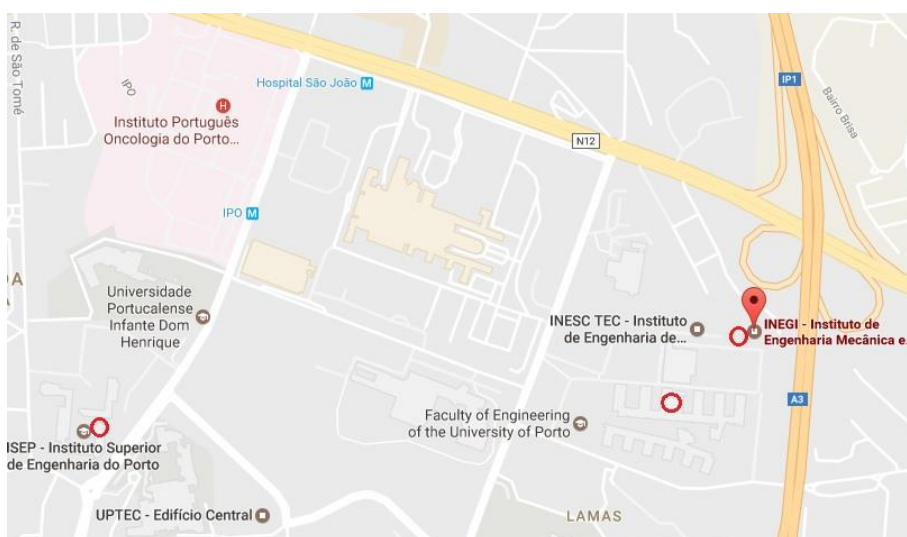 R. de São Tomé
IPO
Hospital São João M
H
Instituto Português
Oncologia do Porto...
IP1
Bairro Brisa
N12
IPO M
DA
A
Universidade
Portucalense
Infante Dom
Henrique
INESC TEC - Instituto
de Engenharia de...
INEGI - Instituto de
Engenharia Mecânica e.
A3
Faculty of Engineering
of the University of Porto
ISEP - Instituto Superior
de Engenharia do Porto
UPTEC - Edifício Central
LAMAS